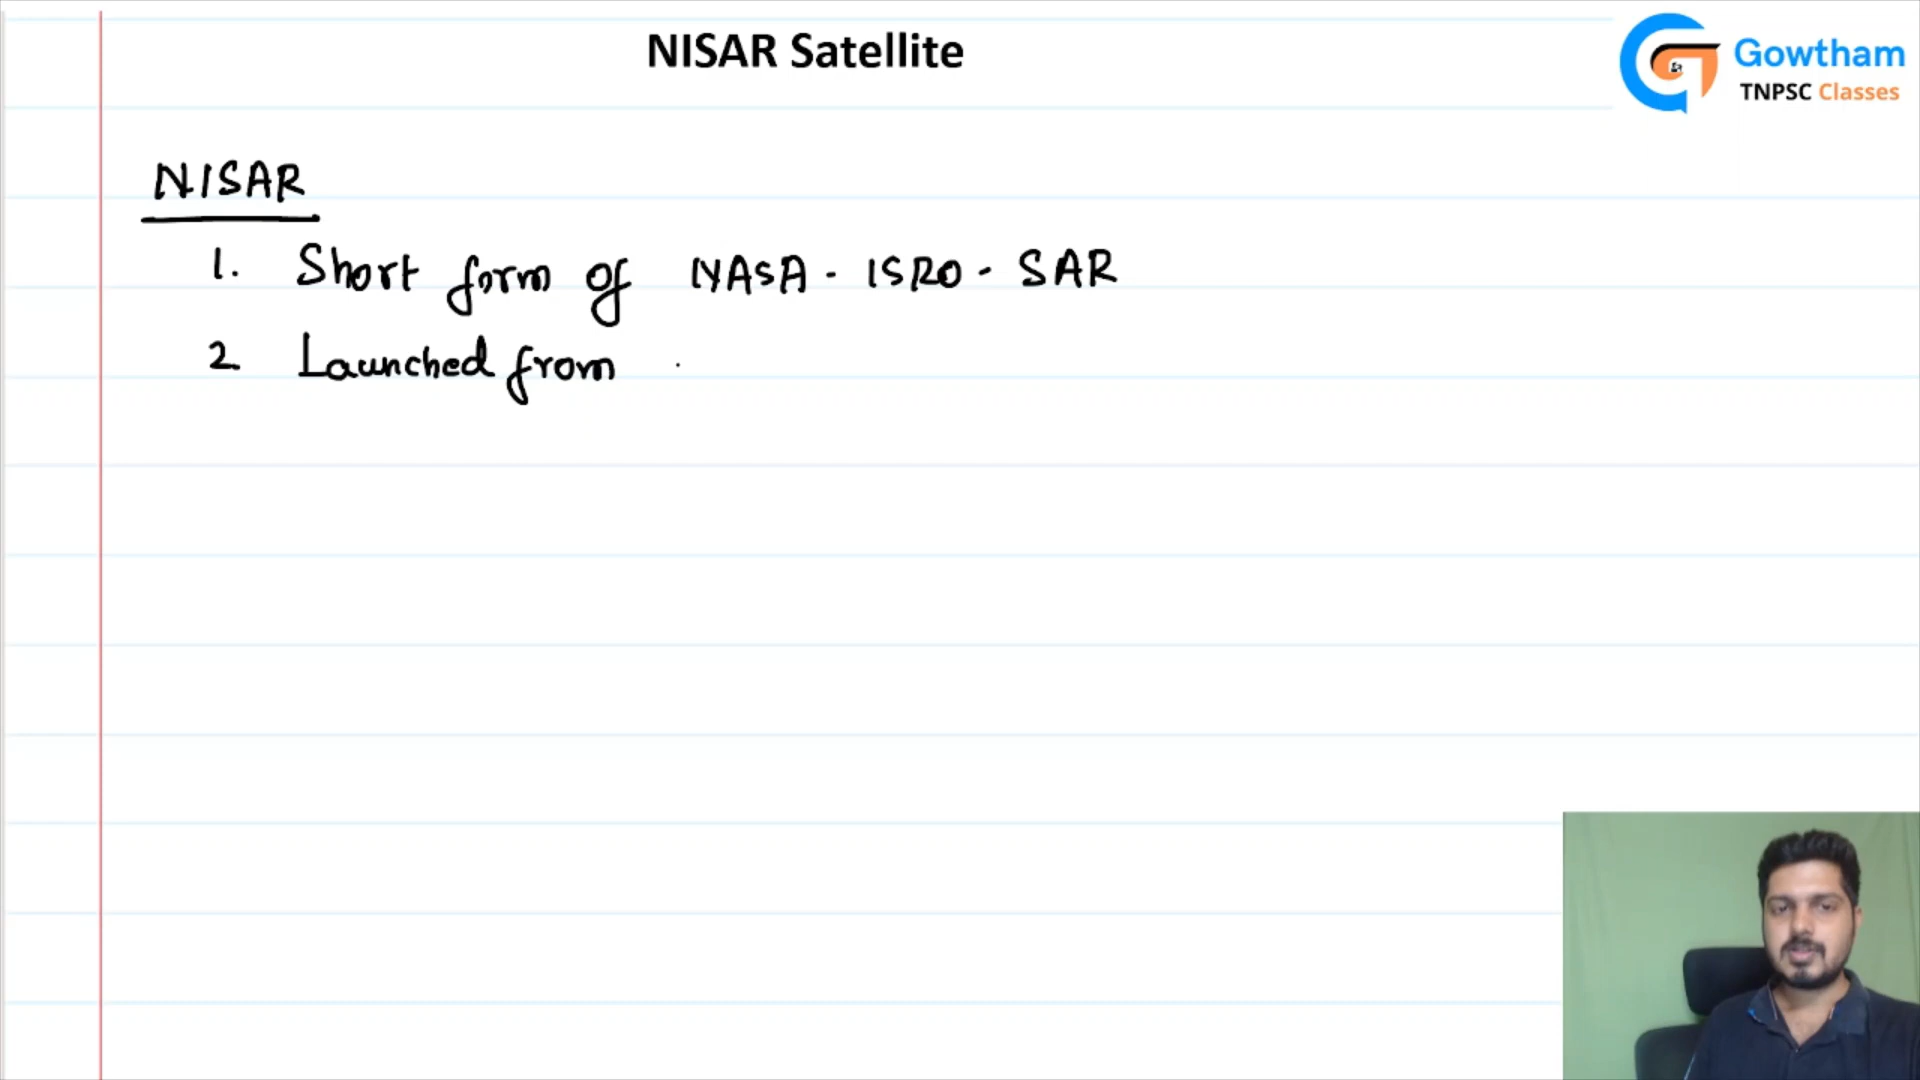 NISAR Satellite
Gowtham
TNPSC Classes
NISAR
1. Short form of NASA - ISRO - SAR
2 Launched from